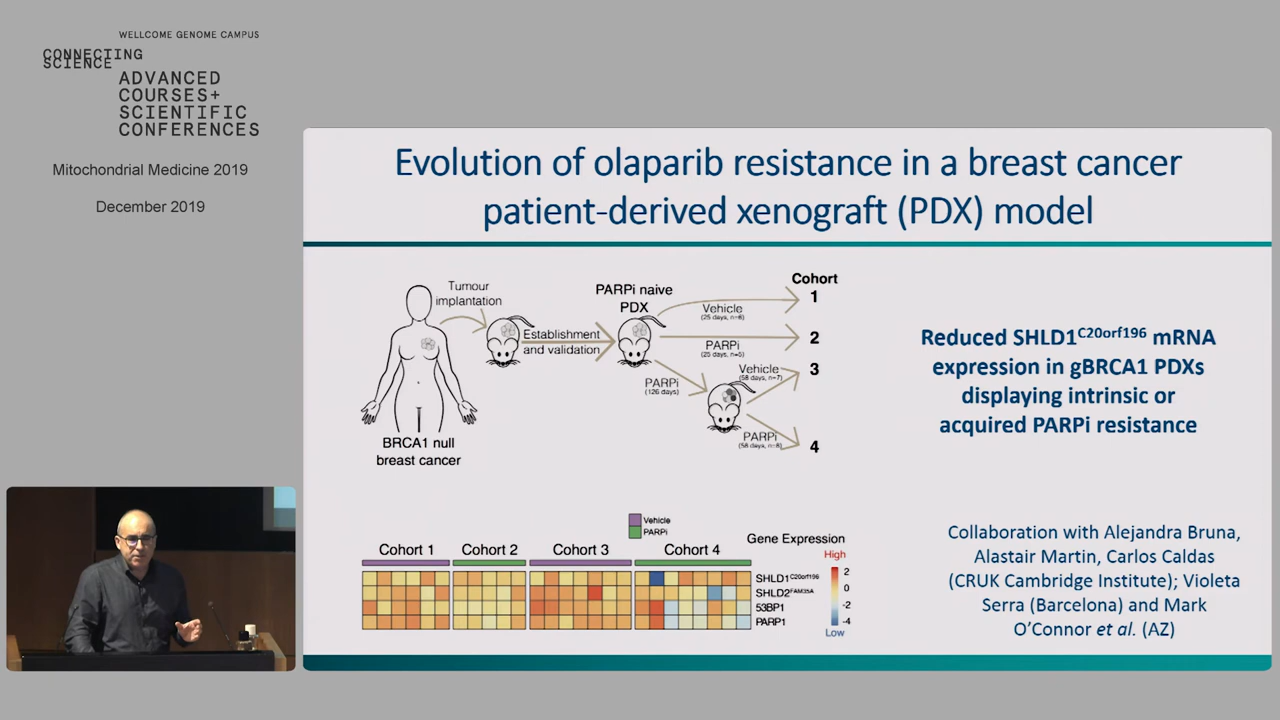 WELLCOME GENOME CAMPUS
CONNECTING
SCIENCE
ADVANCED
COURSES+
SCIENTIFIC
CONFERENCES
Mitochondrial Medicine 2019
December 2019
Evolution of olaparib resistance in a breast cancer
patient-derived xenograft (PDX) model
Tumour
implantation
BRCA1 null
breast cancer
Establishment
and validation
PARPi naive
PDX
Vehicle
(25 days, n=6)
PARPi
(25 days, n=5)
PARPi
(126 days)
Vehicle
(58 days, n=7)
PARPi
(58 days, n=8)
Cohort
1
2
3
4
Reduced SHLD1C20orf196 mRNA
expression in gBRCA1 PDXs
displaying intrinsic or
acquired PARPi resistance
Vehicle
PARPi
Cohort 1 Cohort 2 Cohort 3 Cohort 4
SHLD1C20orf196
SHLD2FAM35A
53BP1
PARP1
Gene Expression
High
2
0
-2
-4
Low
Collaboration with Alejandra Bruna,
Alastair Martin, Carlos Caldas
(CRUK Cambridge Institute); Violeta
Serra (Barcelona) and Mark
O'Connor et al. (AZ)